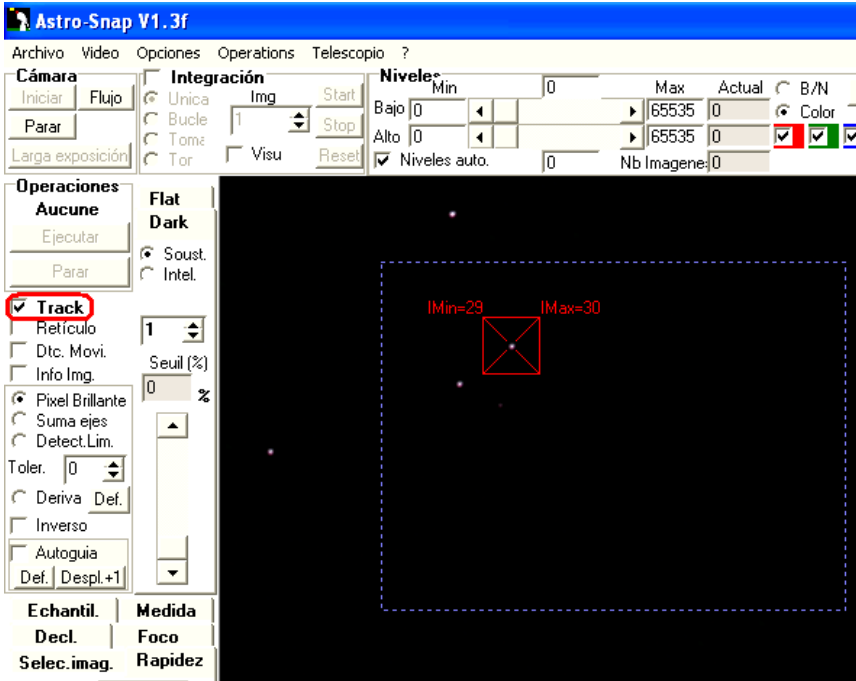 Astro-Snap V1.3f
Archivo Video Opciones Operations Telescopio ?
Cámara
Iniciar Flujo
Parar
Larga exposición
Integración
Unica Img Start
Bucle 1 Stop
Toma
Tor Visu Reset
Niveles
Min 0 Max Actual B/N
Bajo 0 65535 0 Color
Alto 0 65535 0
Niveles auto. 0 Nb Imagene: 0
Operaciones
Aucune
Ejecutar
Parar
Flat
Dark
Soust.
Intel.
Track
Retículo
Dtc. Movi.
Info Img.
1
Seuil (%)
0 %
Pixel Brillante
Suma ejes
Detect.Lim.
Toler. 0
Deriva Def.
Inverso
Autoguia
Def. Despl.+1
Echantil. Medida
Decl. Foco
Selec.imag. Rapidez
IMin=29 IMax=30